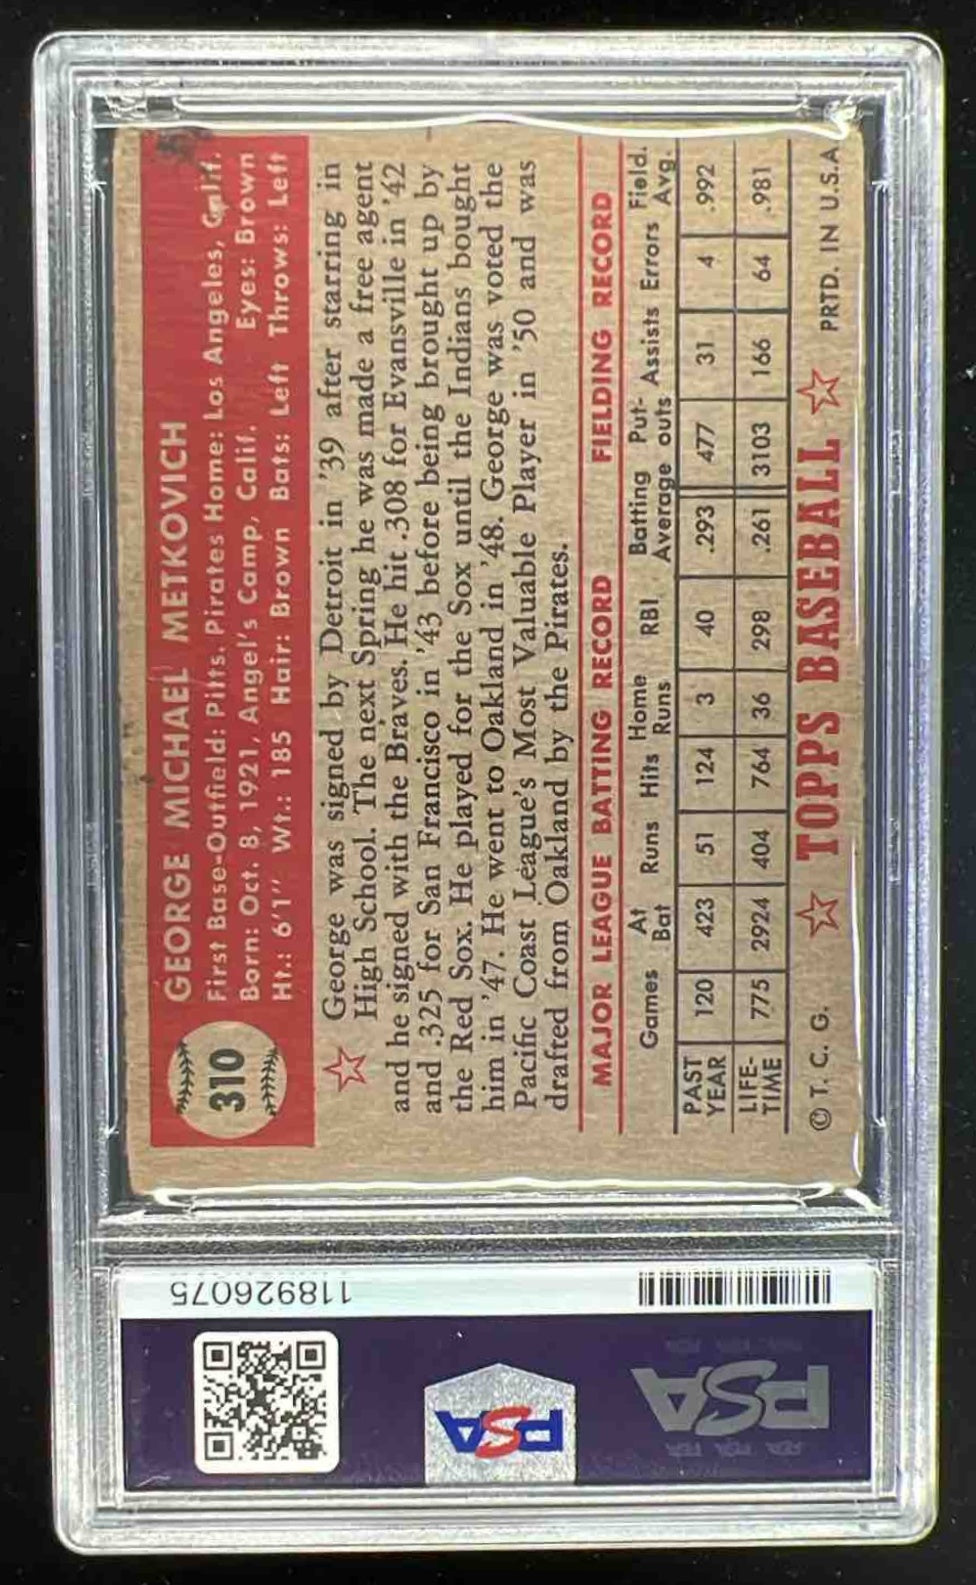 310
GEORGE MICHAEL METKOVICH
First Base-Outfield: Pitts. Pirates Home: Los Angeles, Calif.
Born: Oct. 8, 1921, Angel's Camp, Calif. Eyes: Brown
Ht.: 6'1" Wt.: 185 Hair: Brown Bats: Left Throws: Left
George was signed by Detroit in '39 after starring in
High School. The next Spring he was made a free agent
and he signed with the Braves. He hit .308 for Evansville in '42
and .325 for San Francisco in '43 before being brought up by
the Red Sox. He played for the Sox until the Indians bought
him in '47. He went to Oakland in '48. George was voted the
Pacific Coast League's Most Valuable Player in '50 and was
drafted from Oakland by the Pirates.
MAJOR LEAGUE BATTING RECORD FIELDING RECORD
Games At Bat Runs Hits Home Runs RBI Batting Average Put-outs Assists Errors Field. Avg.
PAST YEAR 120 423 51 124 3 40 .293 477 31 4 .992
LIFE-TIME 775 2924 404 764 36 298 .261 3103 166 64 .981
© T. C. G. TOPPS BASEBALL PRTD. IN U.S.A.
118926075
PSA
PSA